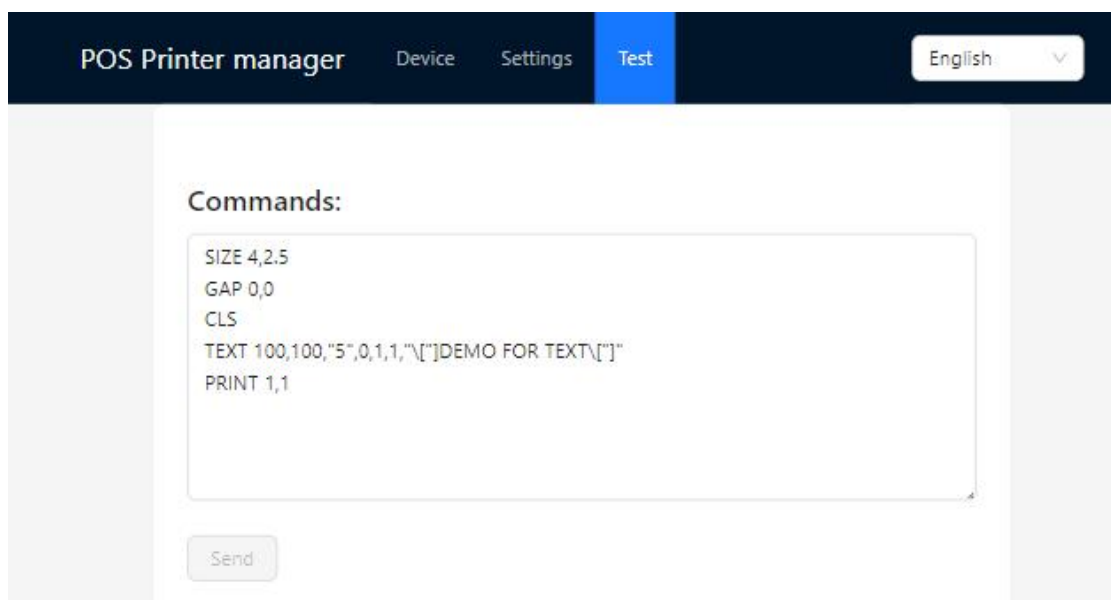 POS Printer manager Device Settings Test English
Commands:
SIZE 4,2.5
GAP 0,0
CLS
TEXT 100,100,"5",0,1,1,"\["]DEMO FOR TEXT\["]"
PRINT 1,1
Send